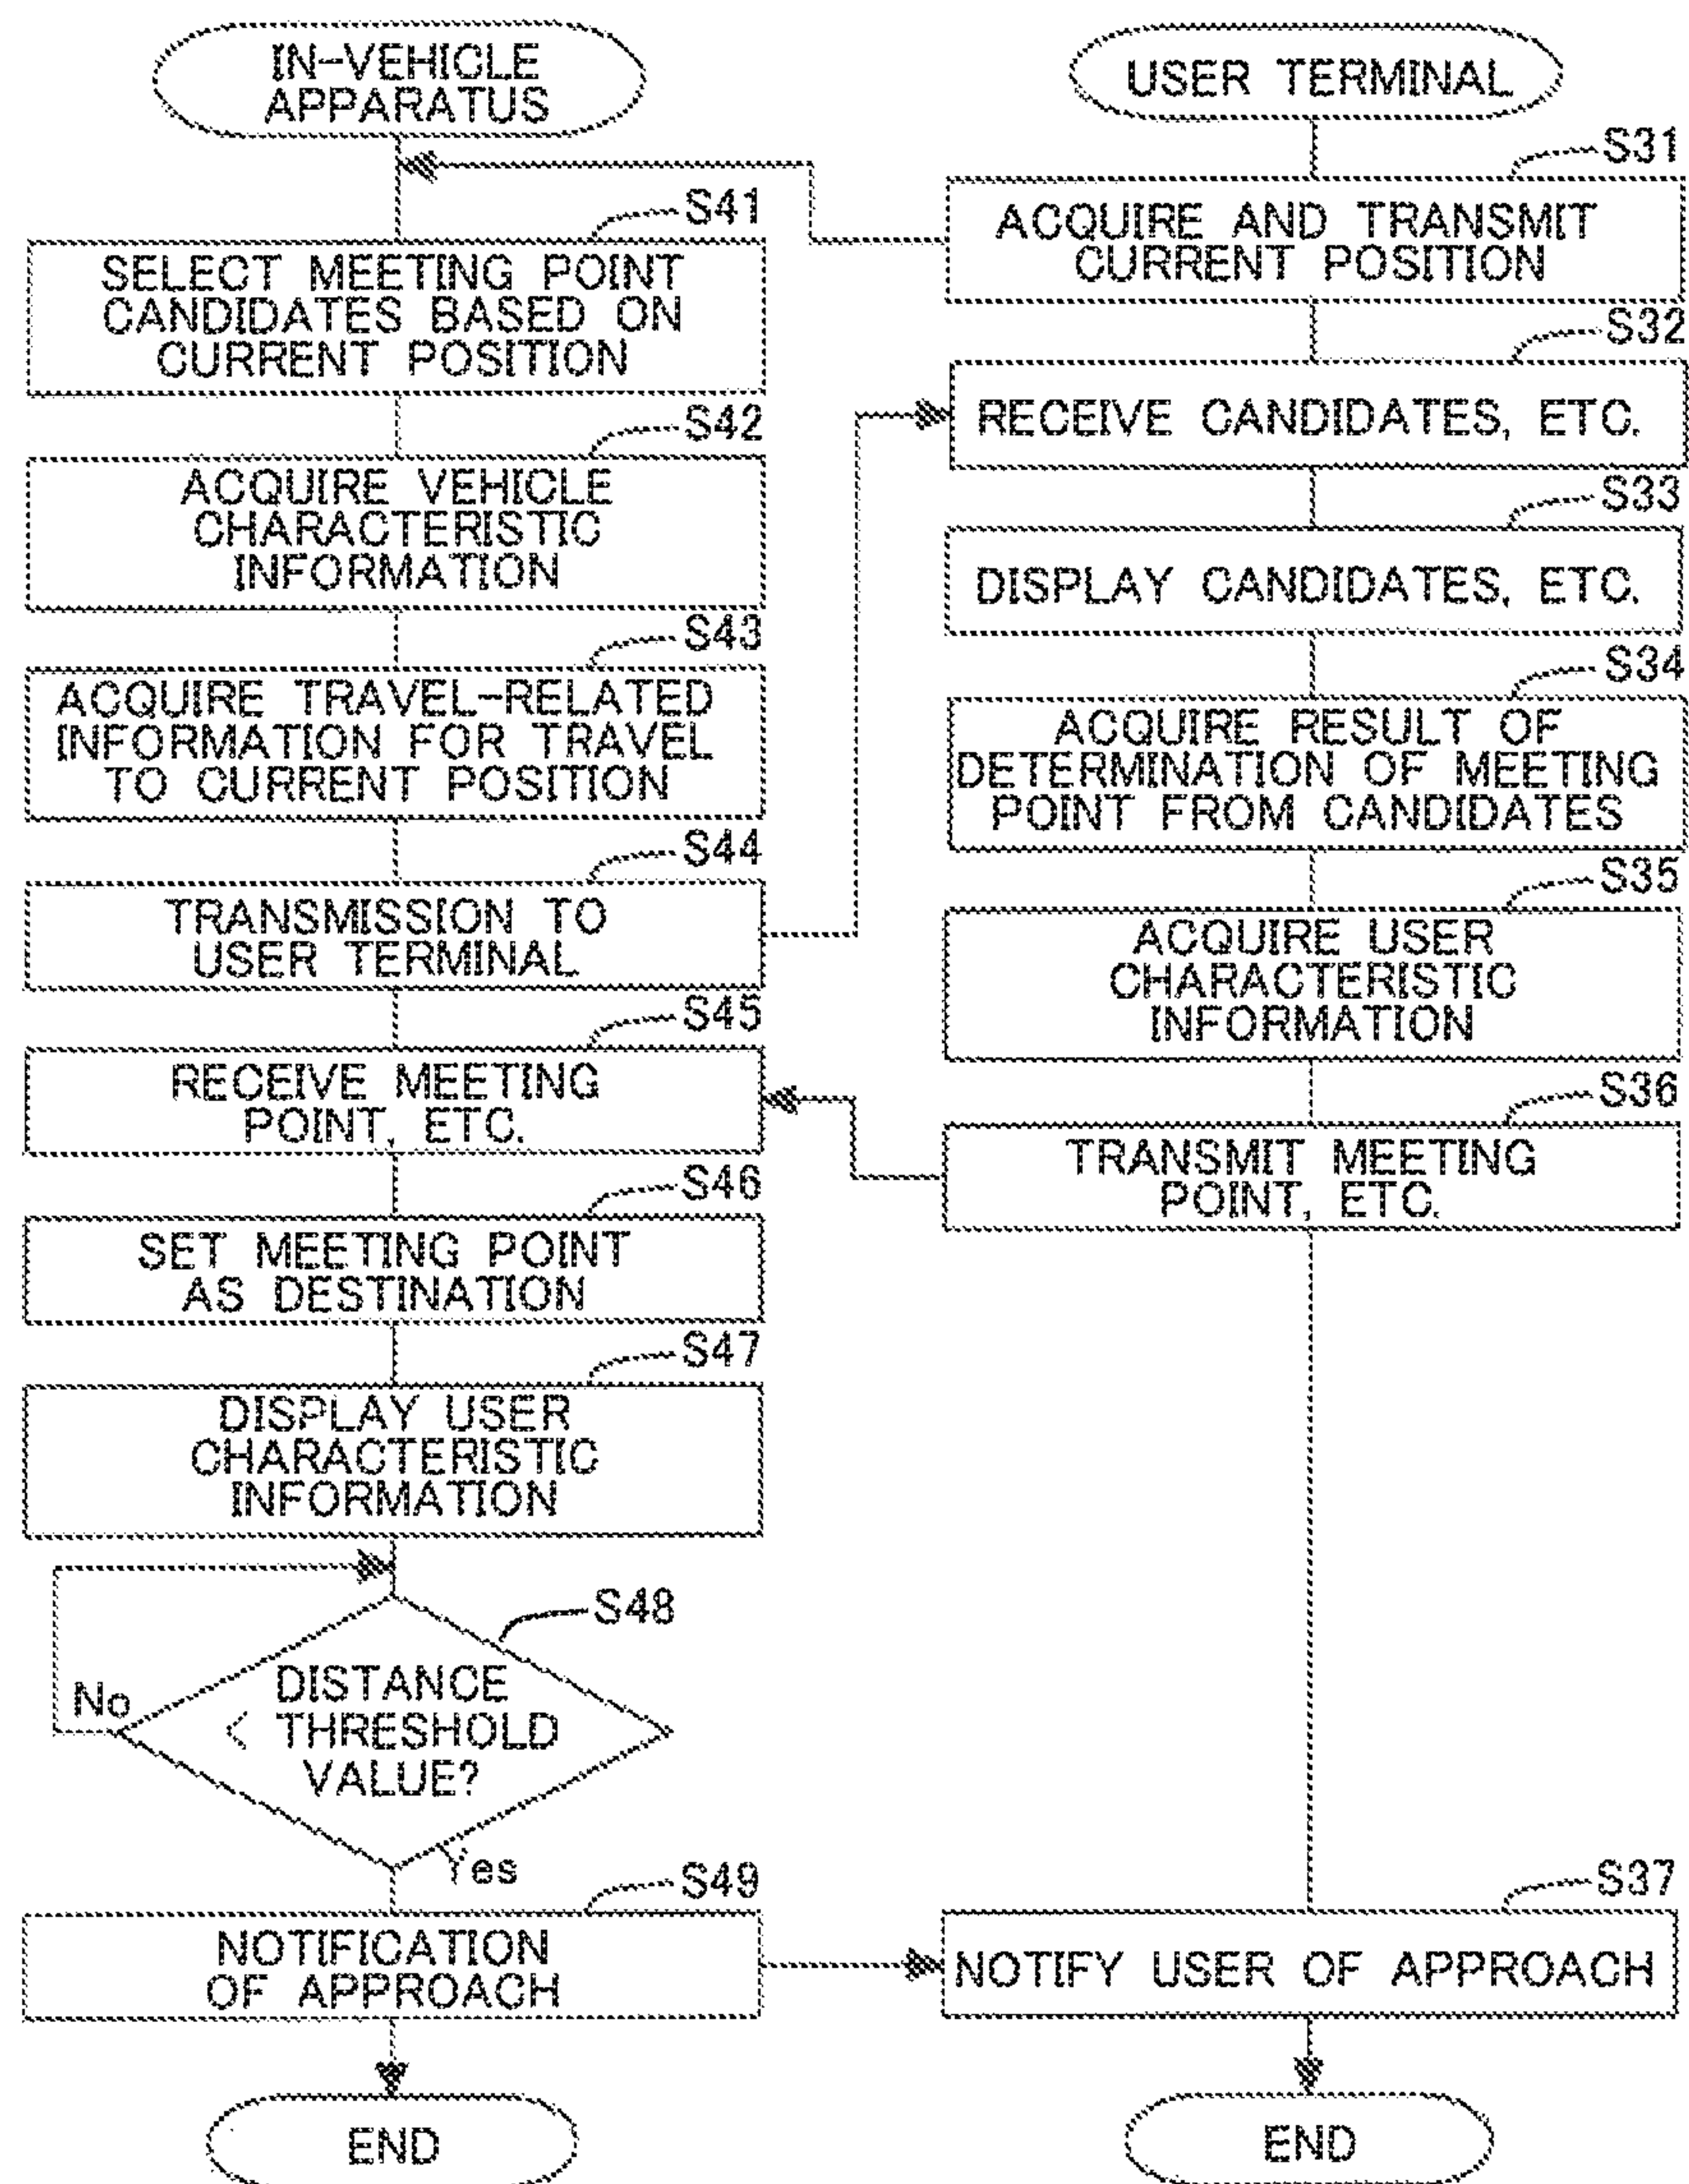 IN-VEHICLE
APPARATUS
S41
SELECT MEETING POINT
CANDIDATES BASED ON
CURRENT POSITION
S42
ACQUIRE VEHICLE
CHARACTERISTIC
INFORMATION
S43
ACQUIRE TRAVEL-RELATED
INFORMATION FOR TRAVEL
TO CURRENT POSITION
S44
TRANSMISSION TO
USER TERMINAL
S45
RECEIVE MEETING
POINT, ETC.
S46
SET MEETING POINT
AS DESTINATION
S47
DISPLAY USER
CHARACTERISTIC
INFORMATION
S48
DISTANCE
< THRESHOLD
VALUE?
No
Yes
S49
NOTIFICATION
OF APPROACH
END
USER TERMINAL
S31
ACQUIRE AND TRANSMIT
CURRENT POSITION
S32
RECEIVE CANDIDATES, ETC.
S33
DISPLAY CANDIDATES, ETC.
S34
ACQUIRE RESULT OF
DETERMINATION OF MEETING
POINT FROM CANDIDATES
S35
ACQUIRE USER
CHARACTERISTIC
INFORMATION
S36
TRANSMIT MEETING
POINT, ETC.
S37
NOTIFY USER OF APPROACH
END